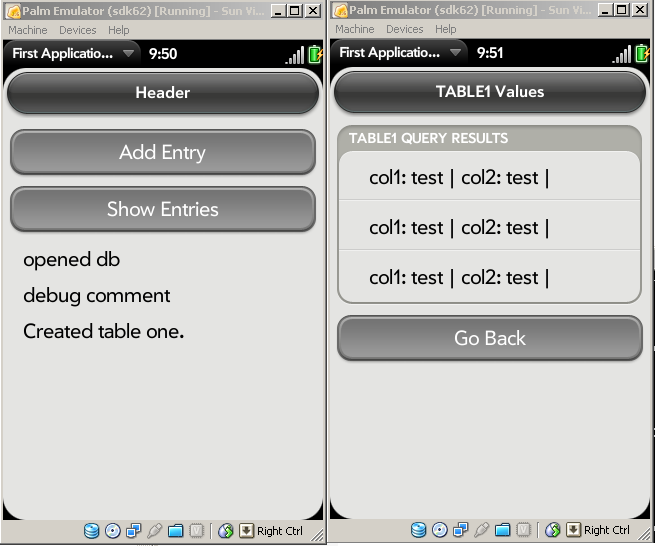 Palm Emulator (sdk62) [Running] - Sun Vi...
Machine Devices Help
First Applicatio... 9:50
Header
Add Entry
Show Entries
opened db
debug comment
Created table one.
Right Ctrl
Palm Emulator (sdk62) [Running] - Sun Vi...
Machine Devices Help
First Applicatio... 9:51
TABLE1 Values
TABLE1 QUERY RESULTS
col1: test | col2: test |
col1: test | col2: test |
col1: test | col2: test |
Go Back
Right Ctrl